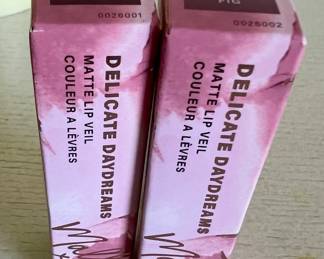 0026001
DELICATE DAYDREAMS
MATTE LIP VEIL
COULEUR A LÈVRES
FIG
0026002
DELICATE DAYDREAMS
MATTE LIP VEIL
COULEUR A LÈVRES